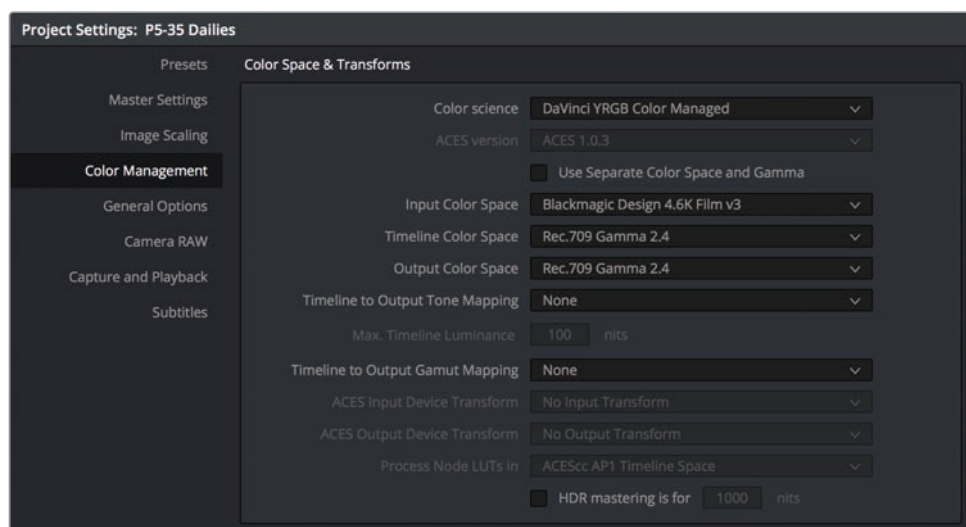 Project Settings: P5-35 Dailies
Presets
Master Settings
Image Scaling
Color Management
General Options
Camera RAW
Capture and Playback
Subtitles
Color Space & Transforms
Color science DaVinci YRGB Color Managed
ACES version ACES 1.0.3
Use Separate Color Space and Gamma
Input Color Space Blackmagic Design 4.6K Film v3
Timeline Color Space Rec.709 Gamma 2.4
Output Color Space Rec.709 Gamma 2.4
Timeline to Output Tone Mapping None
Max. Timeline Luminance 100 nits
Timeline to Output Gamut Mapping None
ACES Input Device Transform No Input Transform
ACES Output Device Transform No Output Transform
Process Node LUTs in ACEScc AP1 Timeline Space
HDR mastering is for 1000 nits